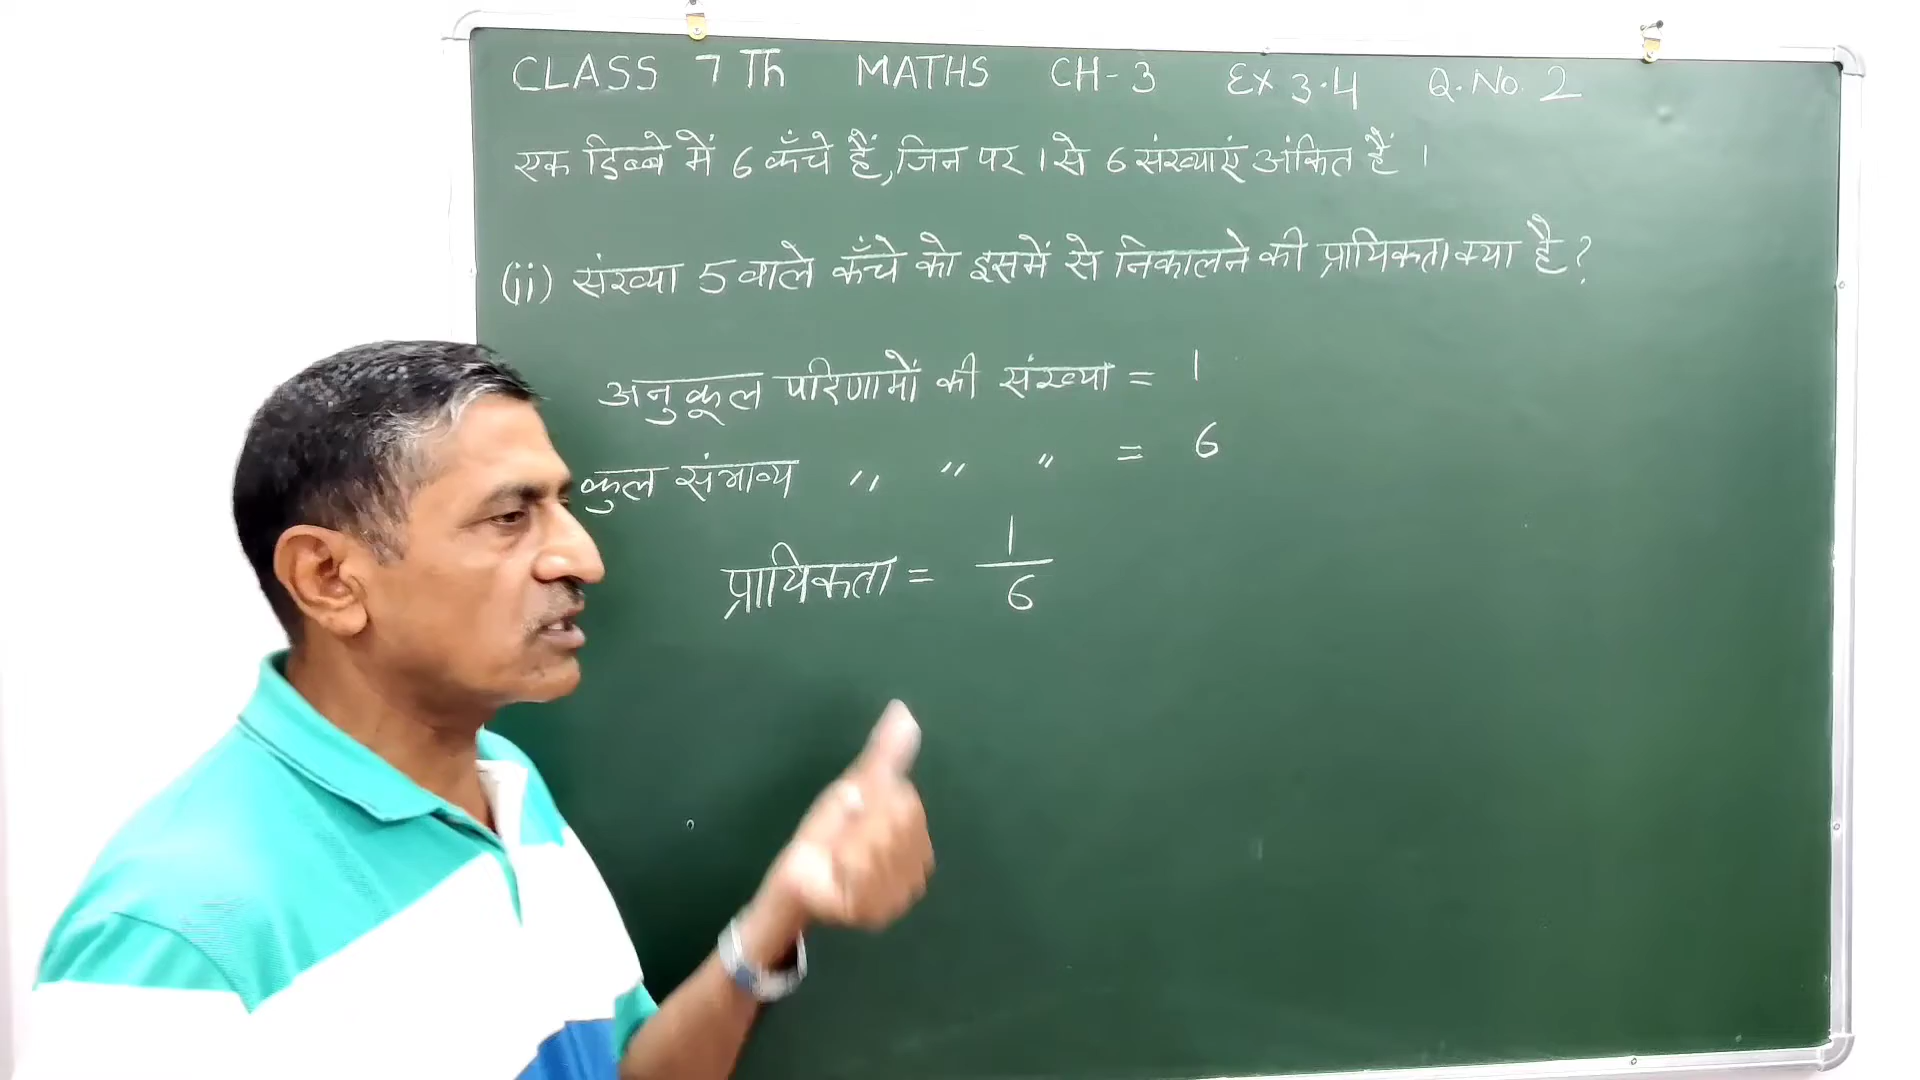 CLASS 7 Th MATHS CH-3 Ex 3.4 Q.No. 2
एक डिब्बे में 6 कँचे हैं, जिन पर 1 से 6 संख्याएं अंकित हैं ।
(ii) संख्या 5 वाले कँचे को इसमें से निकालने की प्रायिकता क्या है ?
अनुकूल परिणामों की संख्या = 1
कुल संभाव्य " " " = 6
प्रायिकता = 1/6